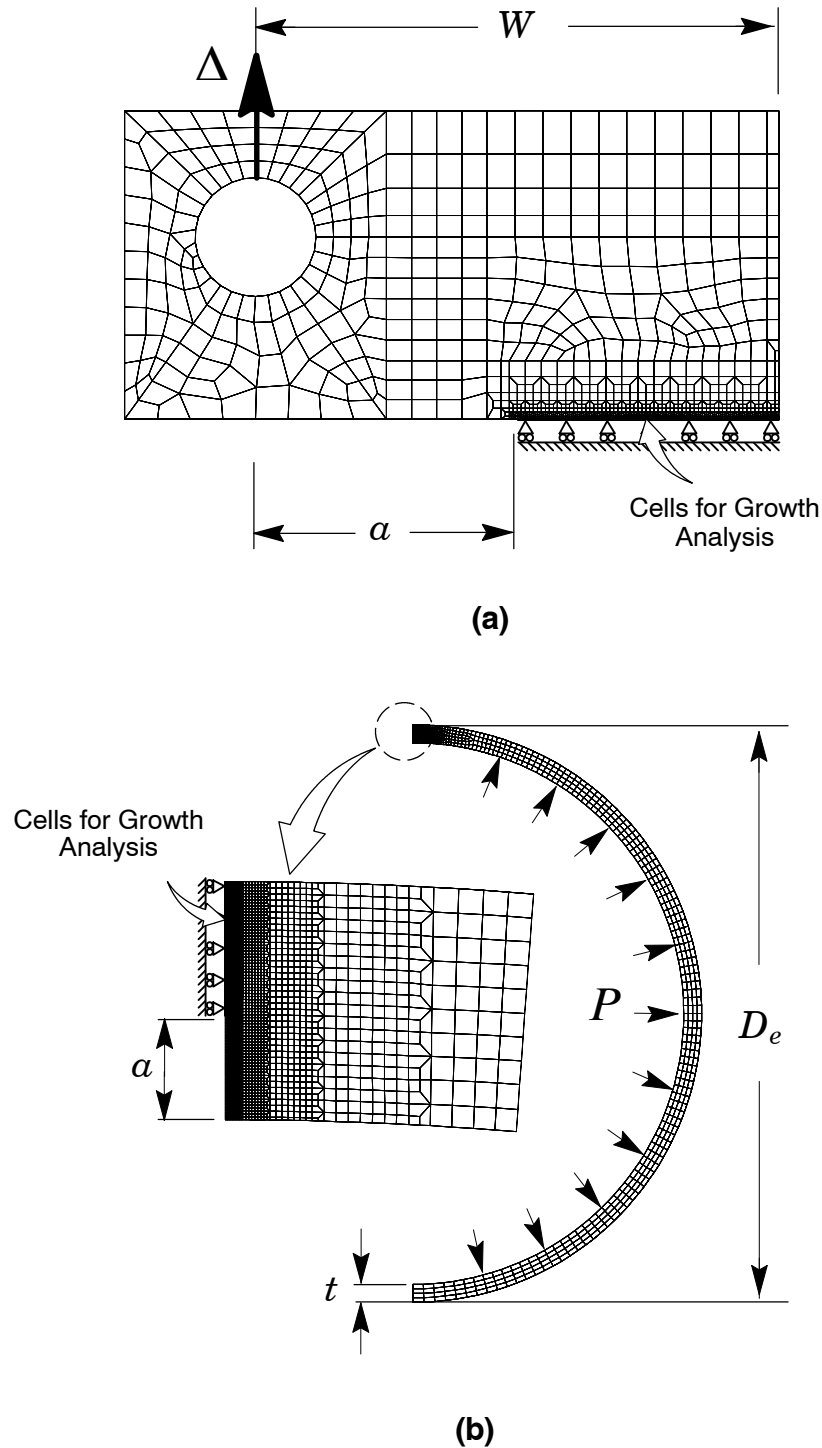 W
Δ
Cells for Growth
Analysis
a
(a)
Cells for Growth
Analysis
P
D_e
a
t
(b)